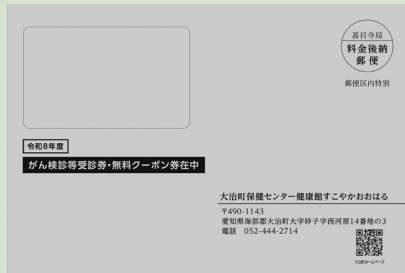 甚目寺局
料金後納
郵便
郵便区内特別
令和8年度
がん検診等受診券・無料クーポン券在中
大治町保健センター健康館すこやかおおはる
〒490-1143
愛知県海部郡大治町大字砂子字西河原14番地の3
電話 052-444-2714
大治町ホームページ